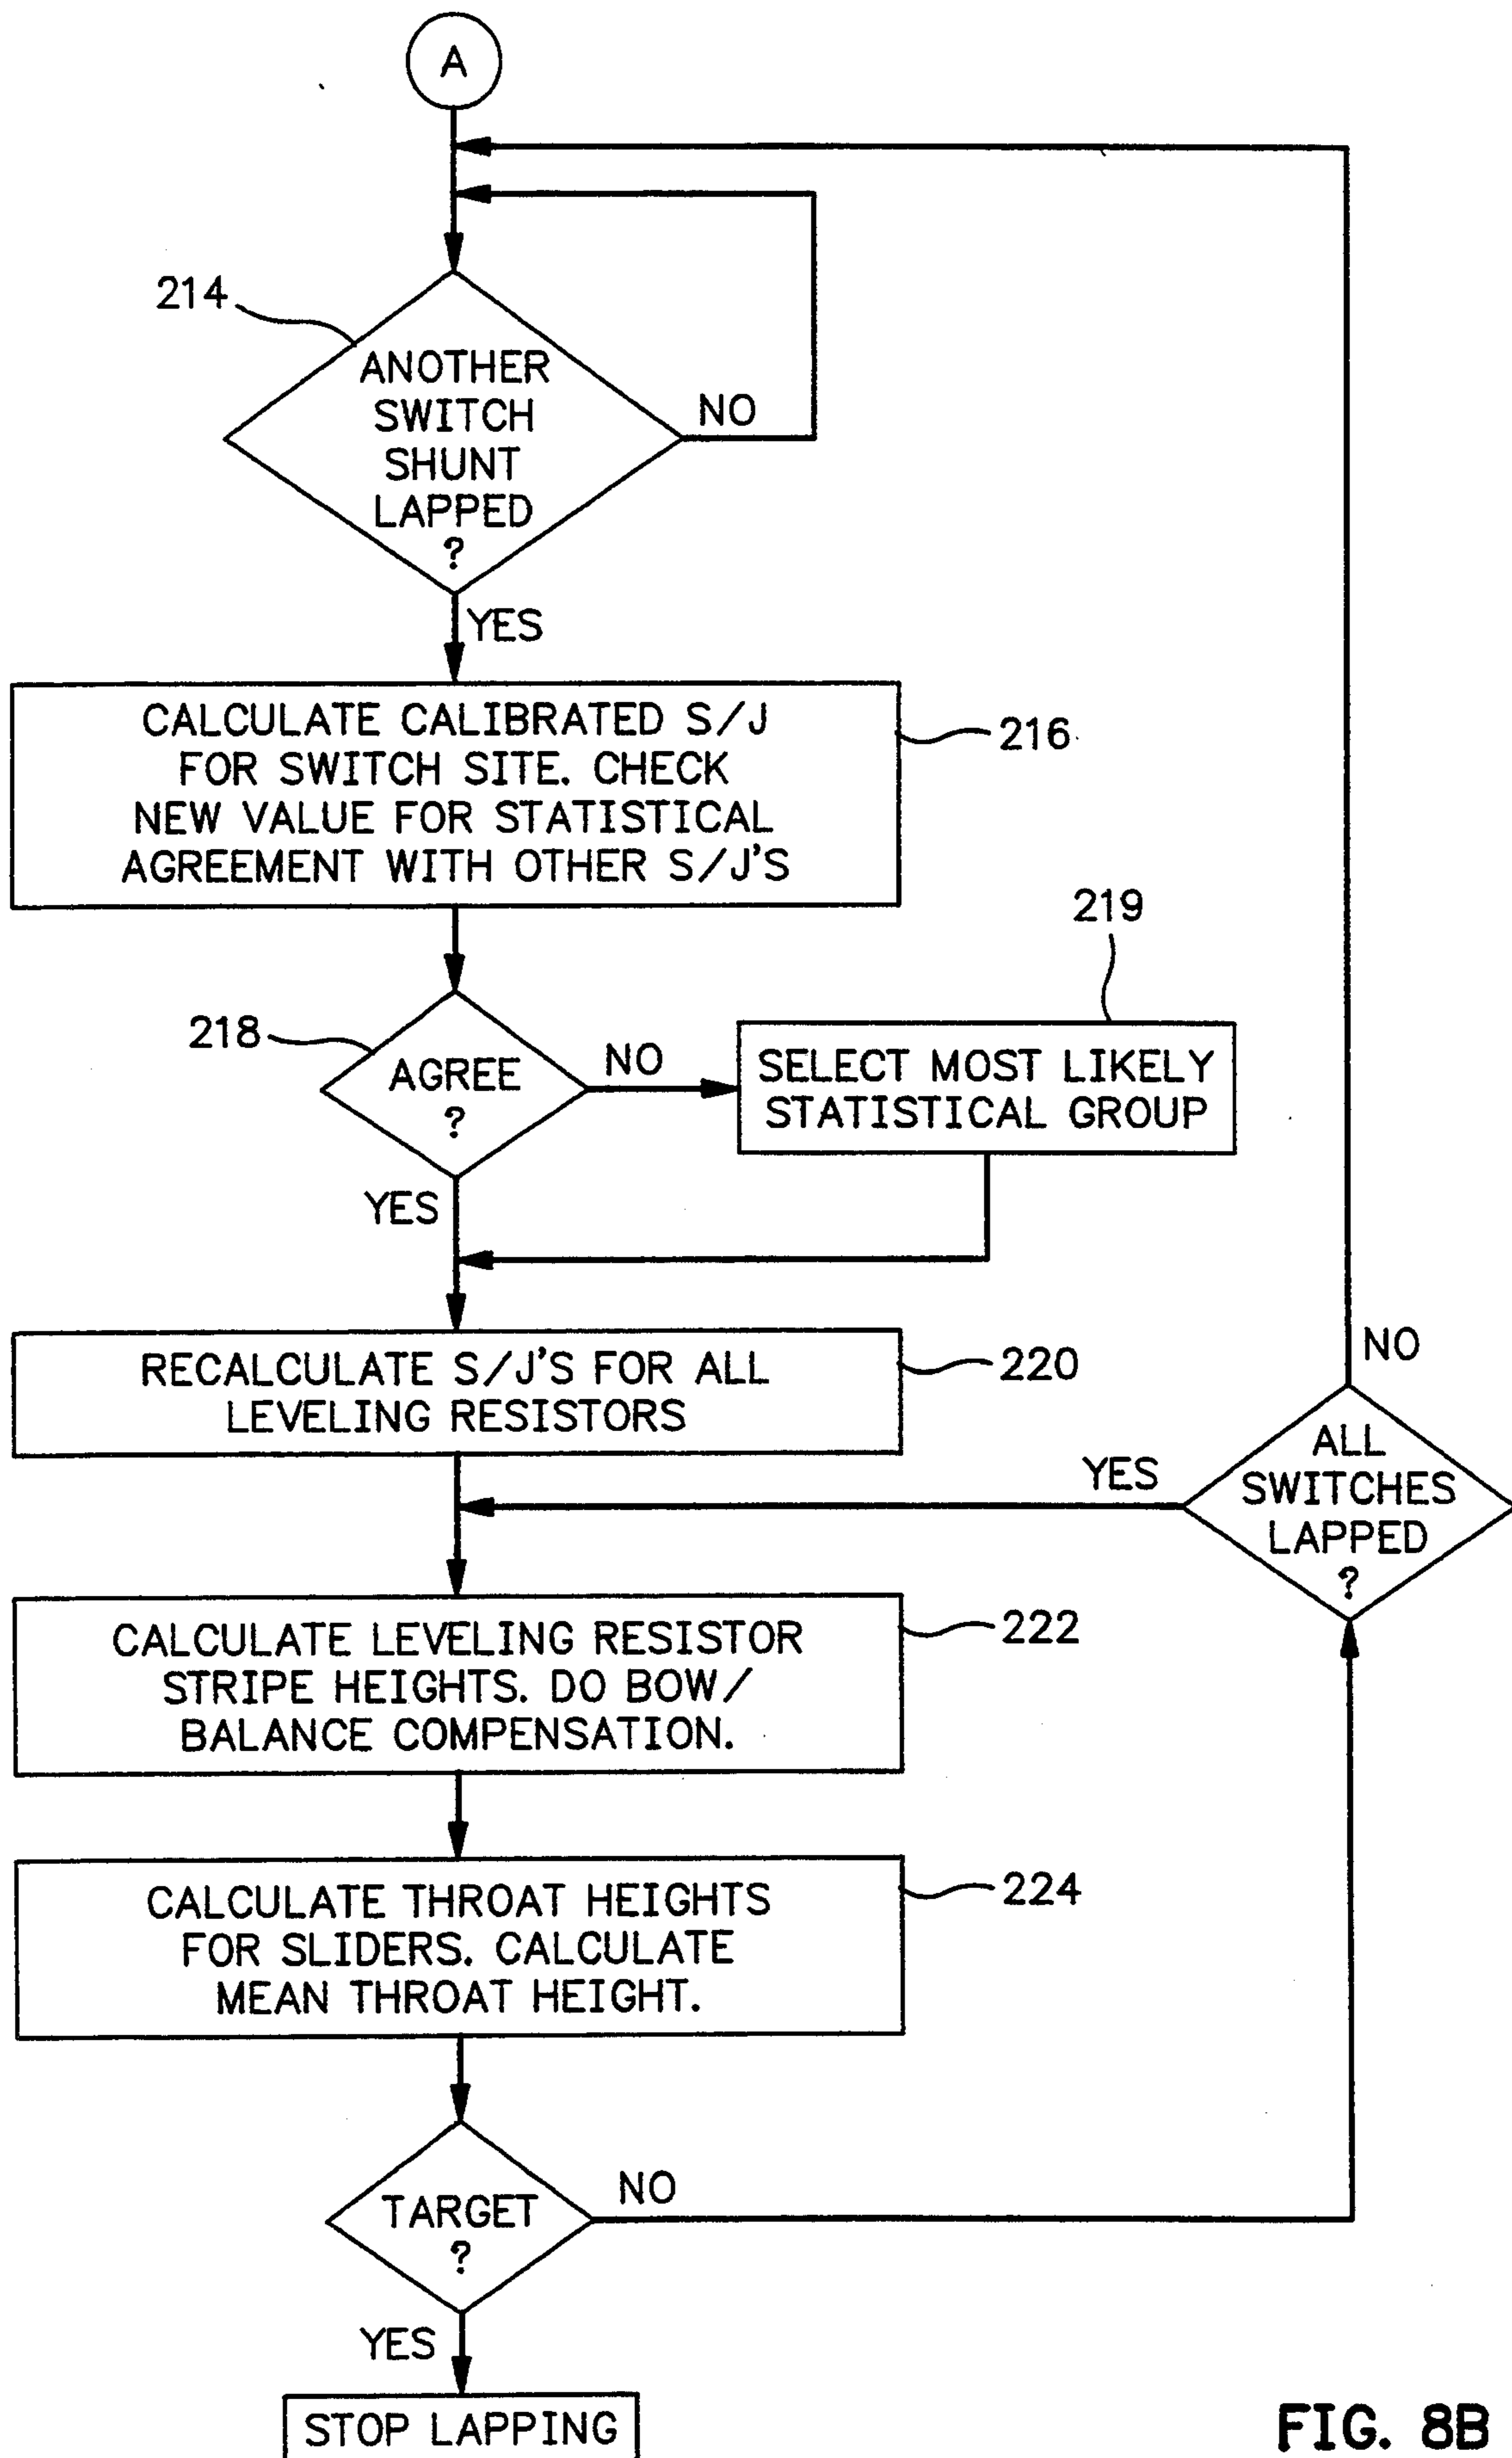 A
214
ANOTHER
SWITCH
SHUNT
LAPPED
?
NO
YES
CALCULATE CALIBRATED S/J
FOR SWITCH SITE. CHECK
NEW VALUE FOR STATISTICAL
AGREEMENT WITH OTHER S/J'S
216
219
218
AGREE
?
NO
SELECT MOST LIKELY
STATISTICAL GROUP
YES
RECALCULATE S/J'S FOR ALL
LEVELING RESISTORS
220
NO
ALL
SWITCHES
LAPPED
?
YES
CALCULATE LEVELING RESISTOR
STRIPE HEIGHTS. DO BOW/
BALANCE COMPENSATION.
222
CALCULATE THROAT HEIGHTS
FOR SLIDERS. CALCULATE
MEAN THROAT HEIGHT.
224
TARGET
?
NO
YES
STOP LAPPING
FIG. 8B